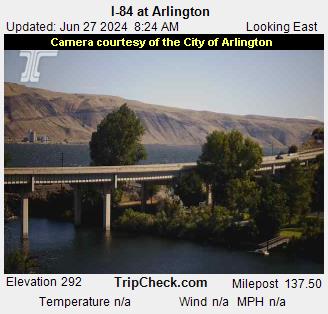 I-84 at Arlington
Updated: Jun 27 2024 8:24 AM Looking East
Camera courtesy of the City of Arlington
Elevation 292 TripCheck.com Milepost 137.50
Temperature n/a Wind n/a MPH n/a